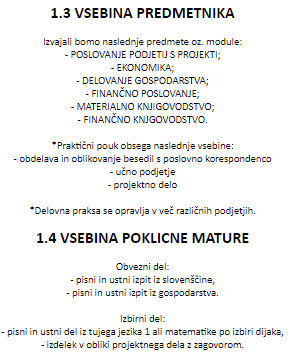 1.3 VSEBINA PREDMETNIKA
Izvajali bomo naslednje predmete oz. module:
- POSLOVANJE PODJETIJ S PROJEKTI;
- EKONOMIKA;
- DELOVANJE GOSPODARSTVA;
- FINANČNO POSLOVANJE;
- MATERIALNO KNJIGOVODSTVO;
- FINANČNO KNJGOVODSTVO.
*Praktični pouk obsega naslednje vsebine:
- obdelava in oblikovanje besedil s poslovno korespondenco
- učno podjetje
- projektno delo
*Delovna praksa se opravlja v več različnih podjetjih.
1.4 VSEBINA POKLICNE MATURE
Obvezni del:
- pisni in ustni izpit iz slovenščine,
- pisni in ustni izpit iz gospodarstva.
Izbirni del:
- pisni in ustni del iz tujega jezika 1 ali matematike po izbiri dijaka,
- izdelek v obliki projektnega dela z zagovorom.